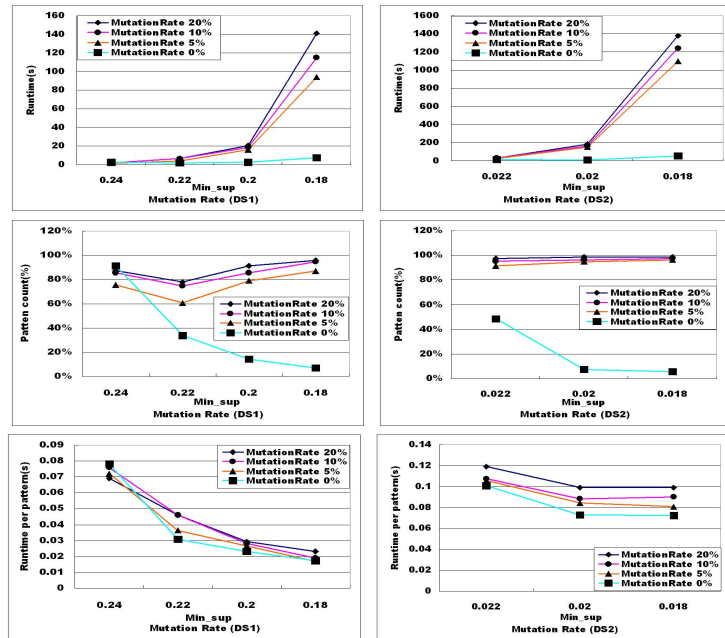 160
140
120
100
80
60
40
20
0
Runtime(s)
MutationRate 20%
MutationRate 10%
MutationRate 5%
MutationRate 0%
0.24 0.22 0.2 0.18
Min_sup
Mutation Rate (DS1)
1600
1400
1200
1000
800
600
400
200
0
Runtime(s)
MutationRate 20%
MutationRate 10%
MutationRate 5%
MutationRate 0%
0.022 0.02 0.018
Min_sup
Mutation Rate (DS2)
120%
100%
80%
60%
40%
20%
0%
Patten count(%)
MutationRate 20%
MutationRate 10%
MutationRate 5%
MutationRate 0%
0.24 0.22 0.2 0.18
Min_sup
Mutation Rate (DS1)
120%
100%
80%
60%
40%
20%
0%
Patten count(%)
MutationRate 20%
MutationRate 10%
MutationRate 5%
MutationRate 0%
0.022 0.02 0.018
Min_sup
Mutation Rate (DS2)
0.09
0.08
0.07
0.06
0.05
0.04
0.03
0.02
0.01
0
Runtime per pattern(s)
MutationRate 20%
MutationRate 10%
MutationRate 5%
MutationRate 0%
0.24 0.22 0.2 0.18
Min_sup
Mutation Rate (DS1)
0.14
0.12
0.1
0.08
0.06
0.04
0.02
0
Runtime per pattern(s)
MutationRate 20%
MutationRate 10%
MutationRate 5%
MutationRate 0%
0.022 0.02 0.018
Min_sup
Mutation Rate (DS2)